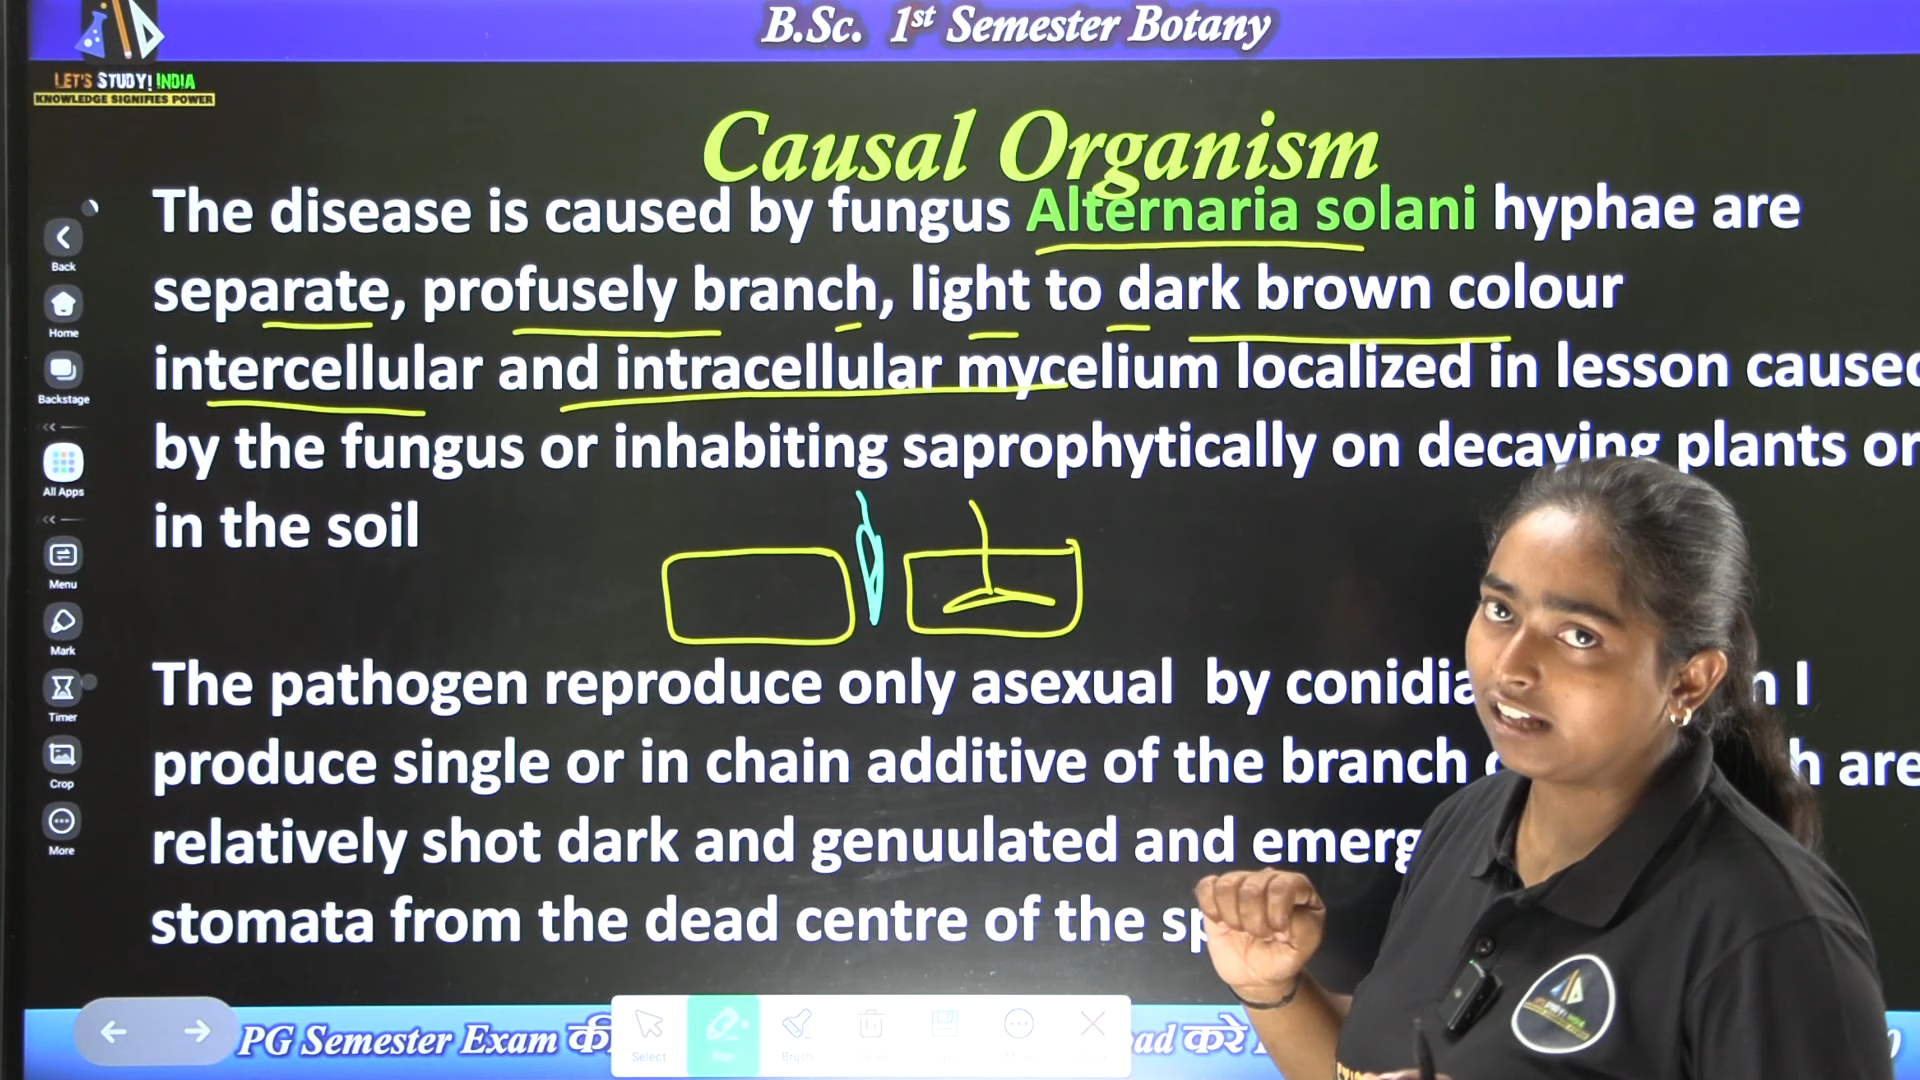 B.Sc. 1st Semester Botany
LET'S STUDY! INDIA
KNOWLEDGE SIGNIFIES POWER
Causal Organism
The disease is caused by fungus Alternaria solani hyphae are
separate, profusely branch, light to dark brown colour
intercellular and intracellular mycelium localized in lesson caused
by the fungus or inhabiting saprophytically on decaying plants or
in the soil
The pathogen reproduce only asexual by conidia I
produce single or in chain additive of the branch are
relatively shot dark and genuulated and emerg
stomata from the dead centre of the sp
Back
Home
Backstage
All Apps
Menu
Mark
Timer
Crop
More
Select
Brush
PG Semester Exam की ad करे